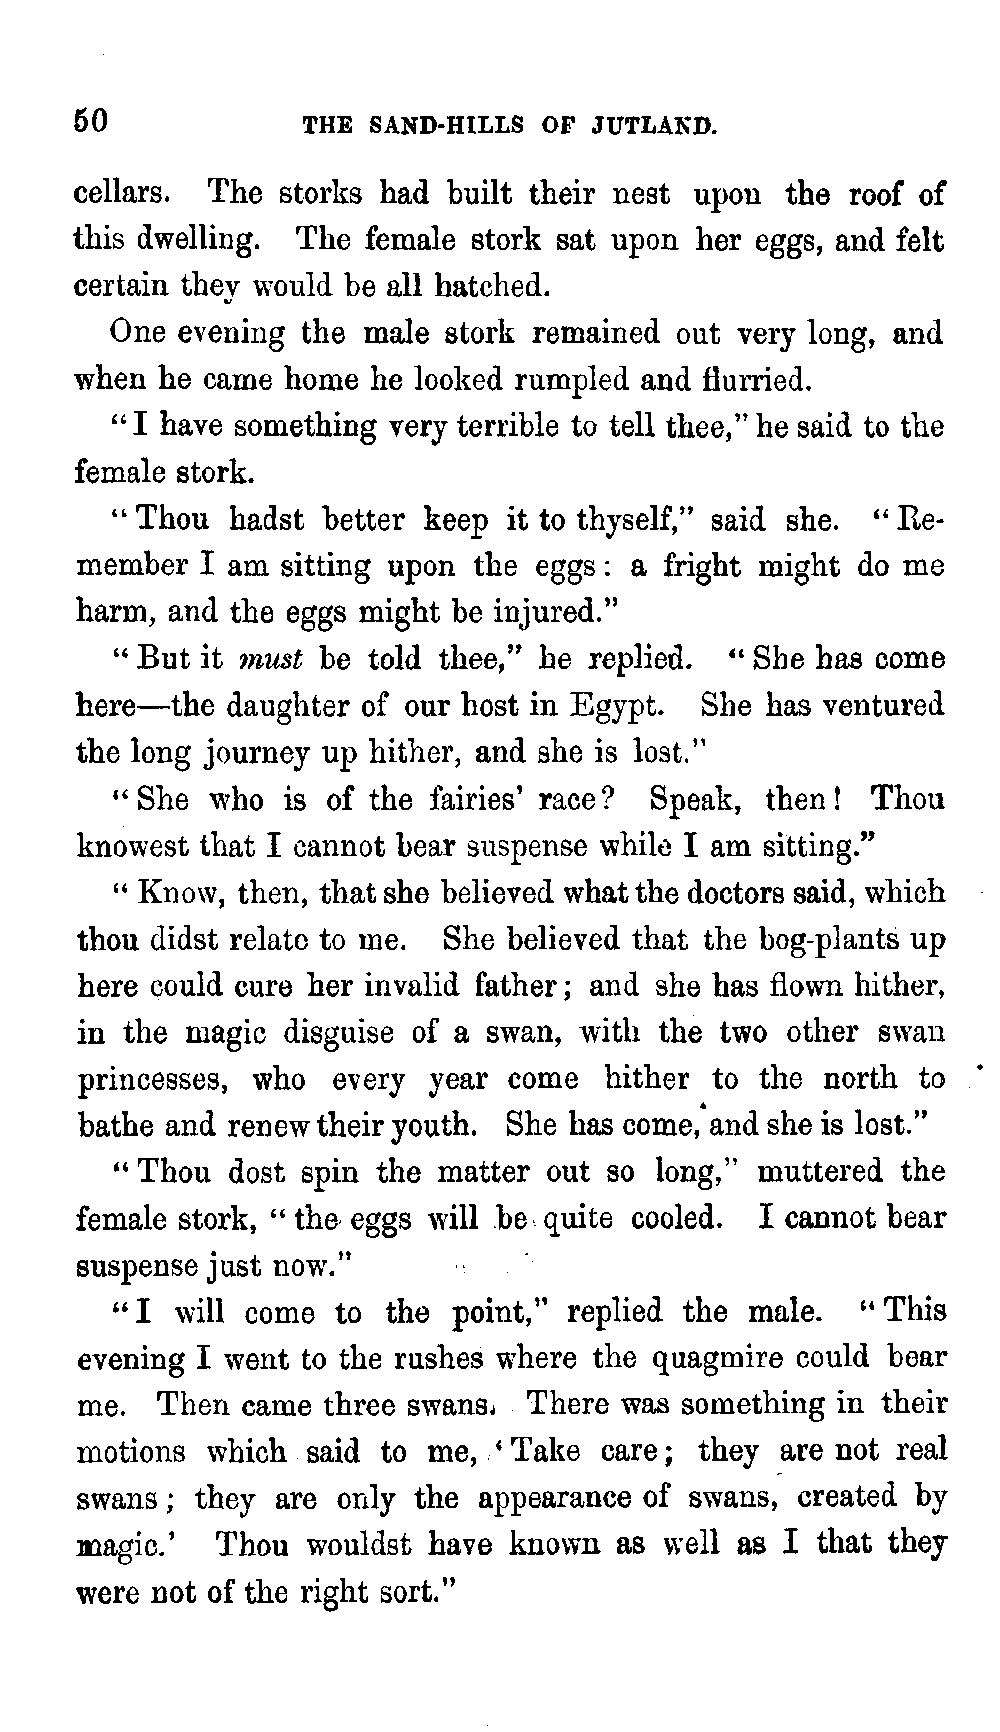 50 THE SAND-HILLS OF JUTLAND.
cellars. The storks had built their nest upon the roof of
this dwelling. The female stork sat upon her eggs, and felt
certain they would be all hatched.
One evening the male stork remained out very long, and
when he came home he looked rumpled and flurried.
"I have something very terrible to tell thee," he said to the
female stork.
"Thou hadst better keep it to thyself," said she. "Re-
member I am sitting upon the eggs: a fright might do me
harm, and the eggs might be injured."
"But it must be told thee," he replied. "She has come
here—the daughter of our host in Egypt. She has ventured
the long journey up hither, and she is lost."
"She who is of the fairies' race? Speak, then! Thou
knowest that I cannot bear suspense while I am sitting."
"Know, then, that she believed what the doctors said, which
thou didst relate to me. She believed that the bog-plants up
here could cure her invalid father; and she has flown hither,
in the magic disguise of a swan, with the two other swan
princesses, who every year come hither to the north to
bathe and renew their youth. She has come, and she is lost."
"Thou dost spin the matter out so long," muttered the
female stork, "the eggs will be quite cooled. I cannot bear
suspense just now."
"I will come to the point," replied the male. "This
evening I went to the rushes where the quagmire could bear
me. Then came three swans. There was something in their
motions which said to me, 'Take care; they are not real
swans; they are only the appearance of swans, created by
magic.' Thou wouldst have known as well as I that they
were not of the right sort."